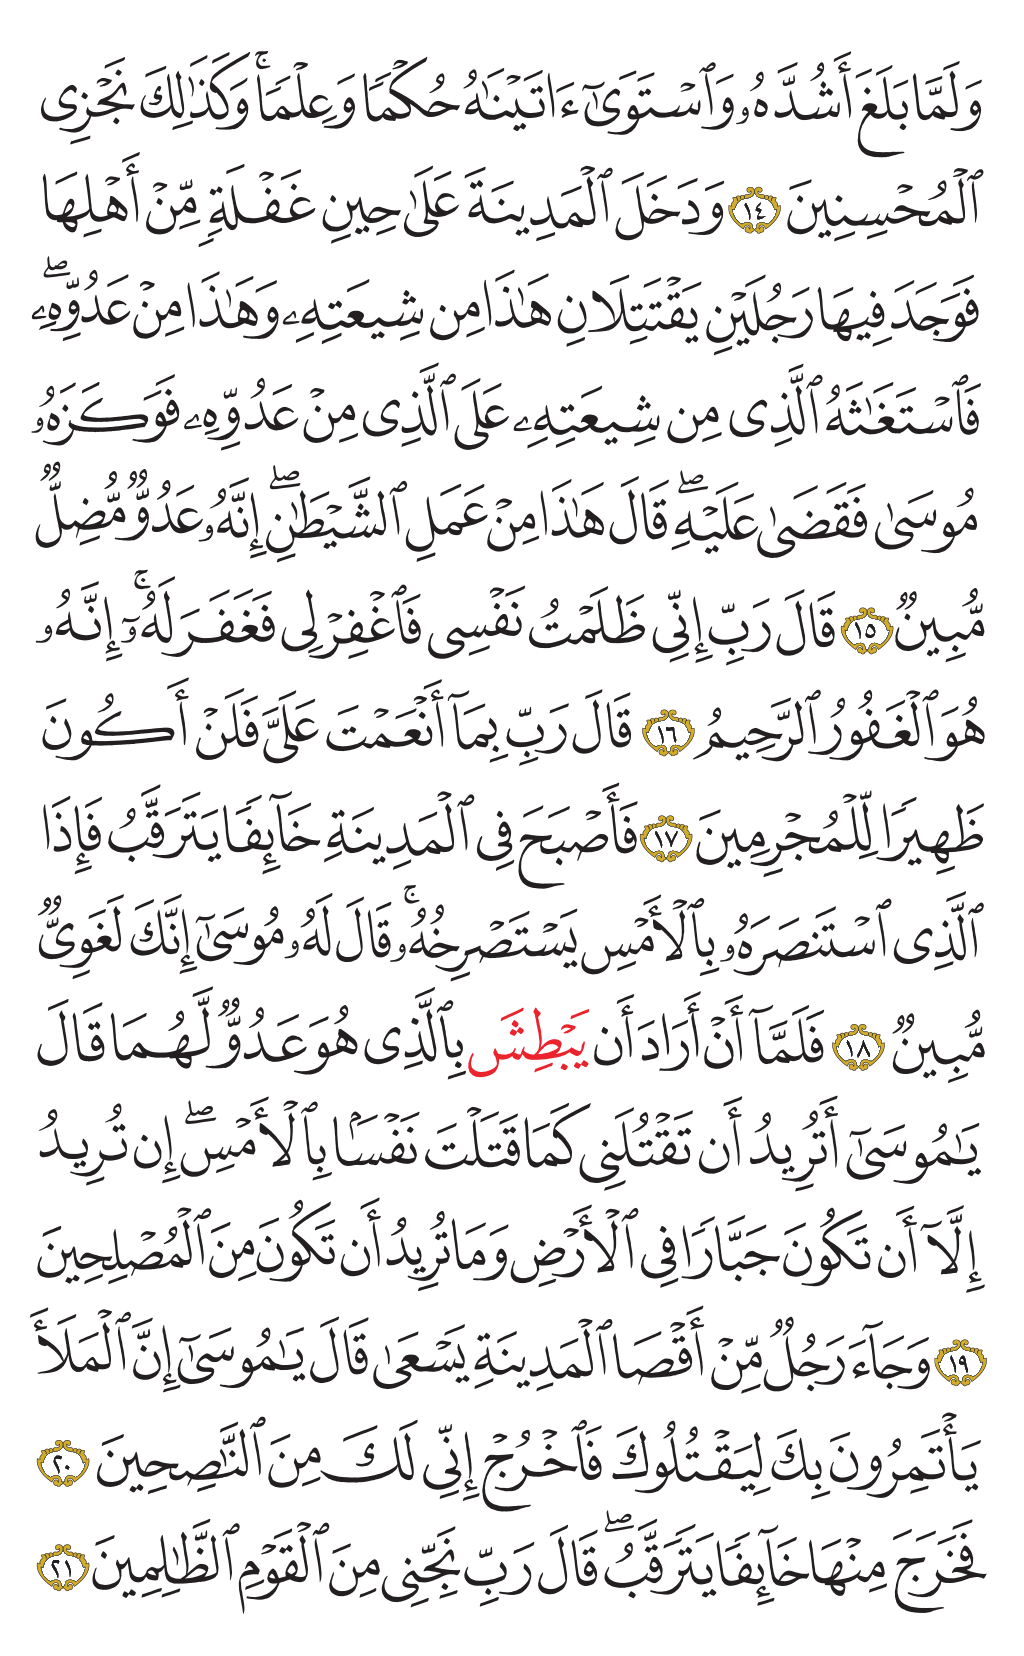 وَلَمَّا بَلَغَ أَشُدَّهُۥ وَٱسۡتَوَىٰٓ ءَاتَيۡنَٰهُ حُكۡمٗا وَعِلۡمٗاۚ وَكَذَٰلِكَ نَجۡزِي
ٱلۡمُحۡسِنِينَ ١٤ وَدَخَلَ ٱلۡمَدِينَةَ عَلَىٰ حِينِ غَفۡلَةٖ مِّنۡ أَهۡلِهَا
فَوَجَدَ فِيهَا رَجُلَيۡنِ يَقۡتَتِلَانِ هَٰذَا مِن شِيعَتِهِۦ وَهَٰذَا مِنۡ عَدُوِّهِۦۖ
فَٱسۡتَغَٰثَهُ ٱلَّذِي مِن شِيعَتِهِۦ عَلَى ٱلَّذِي مِنۡ عَدُوِّهِۦ فَوَكَزَهُۥ
مُوسَىٰ فَقَضَىٰ عَلَيۡهِۖ قَالَ هَٰذَا مِنۡ عَمَلِ ٱلشَّيۡطَٰنِۖ إِنَّهُۥ عَدُوّٞ مُّضِلّٞ
مُّبِينٞ ١٥ قَالَ رَبِّ إِنِّي ظَلَمۡتُ نَفۡسِي فَٱغۡفِرۡ لِي فَغَفَرَ لَهُۥٓۚ إِنَّهُۥ
هُوَ ٱلۡغَفُورُ ٱلرَّحِيمُ ١٦ قَالَ رَبِّ بِمَآ أَنۡعَمۡتَ عَلَيَّ فَلَنۡ أَكُونَ
ظَهِيرٗا لِّلۡمُجۡرِمِينَ ١٧ فَأَصۡبَحَ فِي ٱلۡمَدِينَةِ خَآئِفٗا يَتَرَقَّبُ فَإِذَا
ٱلَّذِي ٱسۡتَنصَرَهُۥ بِٱلۡأَمۡسِ يَسۡتَصۡرِخُهُۥۚ قَالَ لَهُۥ مُوسَىٰٓ إِنَّكَ لَغَوِيّٞ
مُّبِينٞ ١٨ فَلَمَّآ أَنۡ أَرَادَ أَن يَبۡطِشَ بِٱلَّذِي هُوَ عَدُوّٞ لَّهُمَا قَالَ
يَٰمُوسَىٰٓ أَتُرِيدُ أَن تَقۡتُلَنِي كَمَا قَتَلۡتَ نَفۡسَۢا بِٱلۡأَمۡسِۖ إِن تُرِيدُ
إِلَّآ أَن تَكُونَ جَبَّارٗا فِي ٱلۡأَرۡضِ وَمَا تُرِيدُ أَن تَكُونَ مِنَ ٱلۡمُصۡلِحِينَ
١٩ وَجَآءَ رَجُلٞ مِّنۡ أَقۡصَا ٱلۡمَدِينَةِ يَسۡعَىٰ قَالَ يَٰمُوسَىٰٓ إِنَّ ٱلۡمَلَأَ
يَأۡتَمِرُونَ بِكَ لِيَقۡتُلُوكَ فَٱخۡرُجۡ إِنِّي لَكَ مِنَ ٱلنَّٰصِحِينَ ٢٠
فَخَرَجَ مِنۡهَا خَآئِفٗا يَتَرَقَّبُۖ قَالَ رَبِّ نَجِّنِي مِنَ ٱلۡقَوۡمِ ٱلظَّٰلِمِينَ ٢١